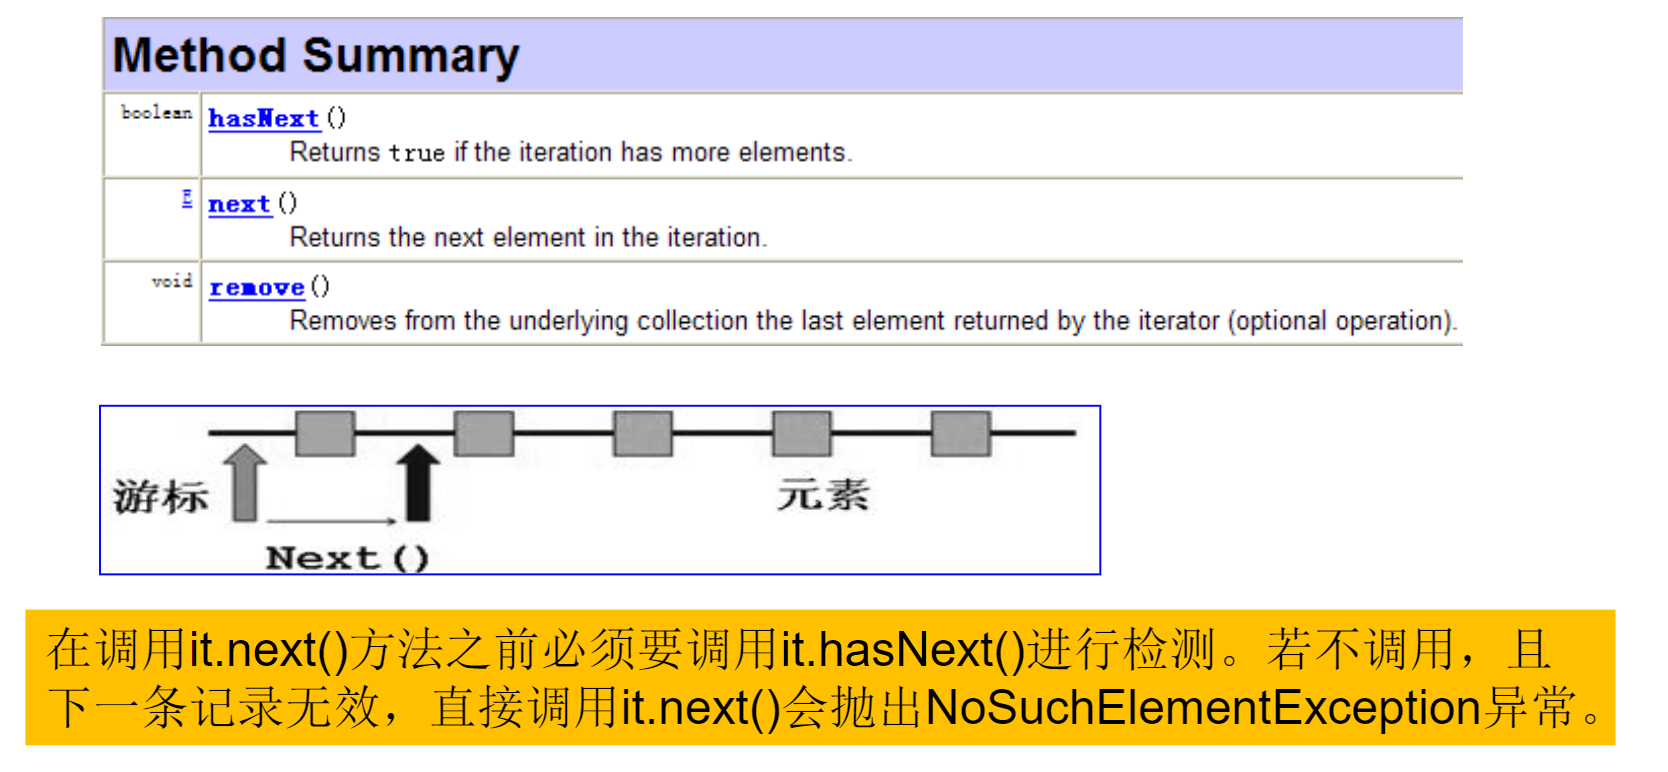 Method Summary
boolean hasNext()
Returns true if the iteration has more elements.
E next()
Returns the next element in the iteration.
void remove()
Removes from the underlying collection the last element returned by the iterator (optional operation).
游标
元素
Next()
在调用it.next()方法之前必须要调用it.hasNext()进行检测。若不调用，且
下一条记录无效，直接调用it.next()会抛出NoSuchElementException异常。